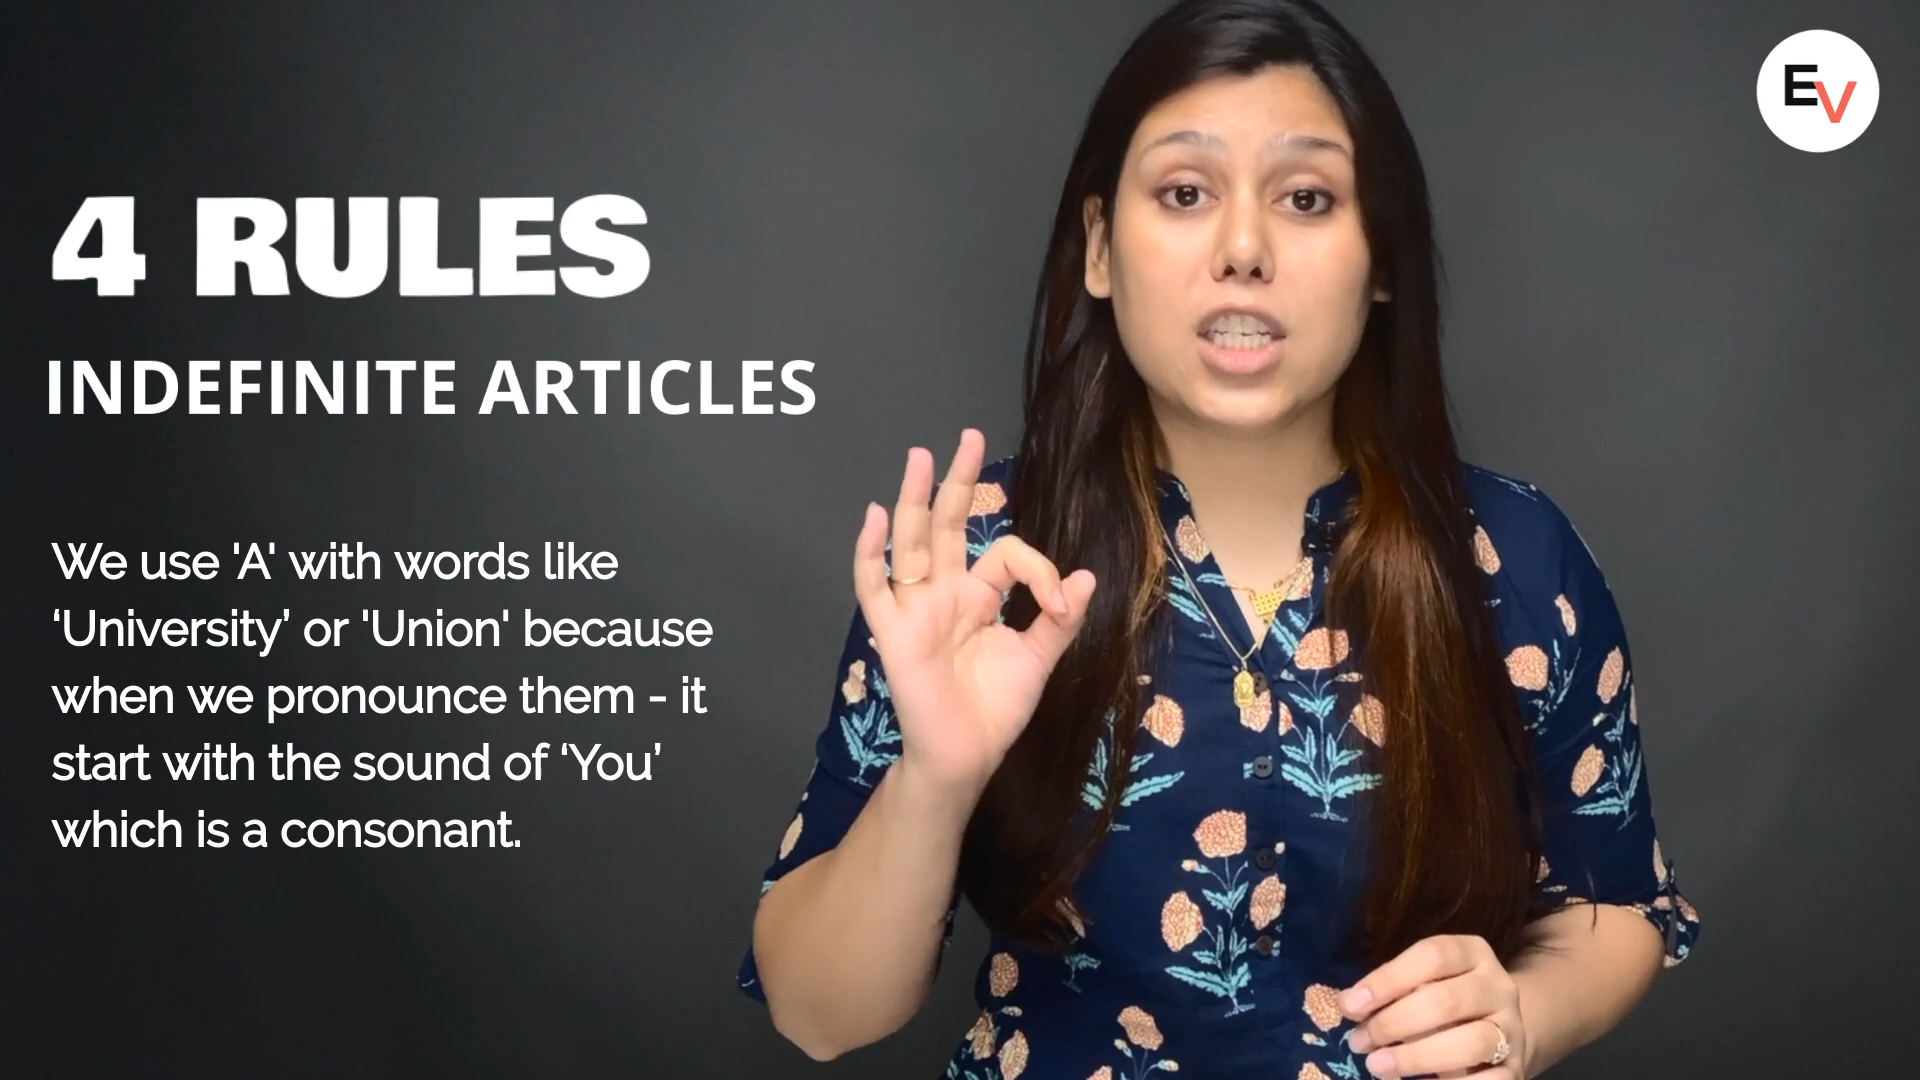 EV
4 RULES
INDEFINITE ARTICLES
We use 'A' with words like
‘University’ or 'Union' because
when we pronounce them - it
start with the sound of ‘You’
which is a consonant.